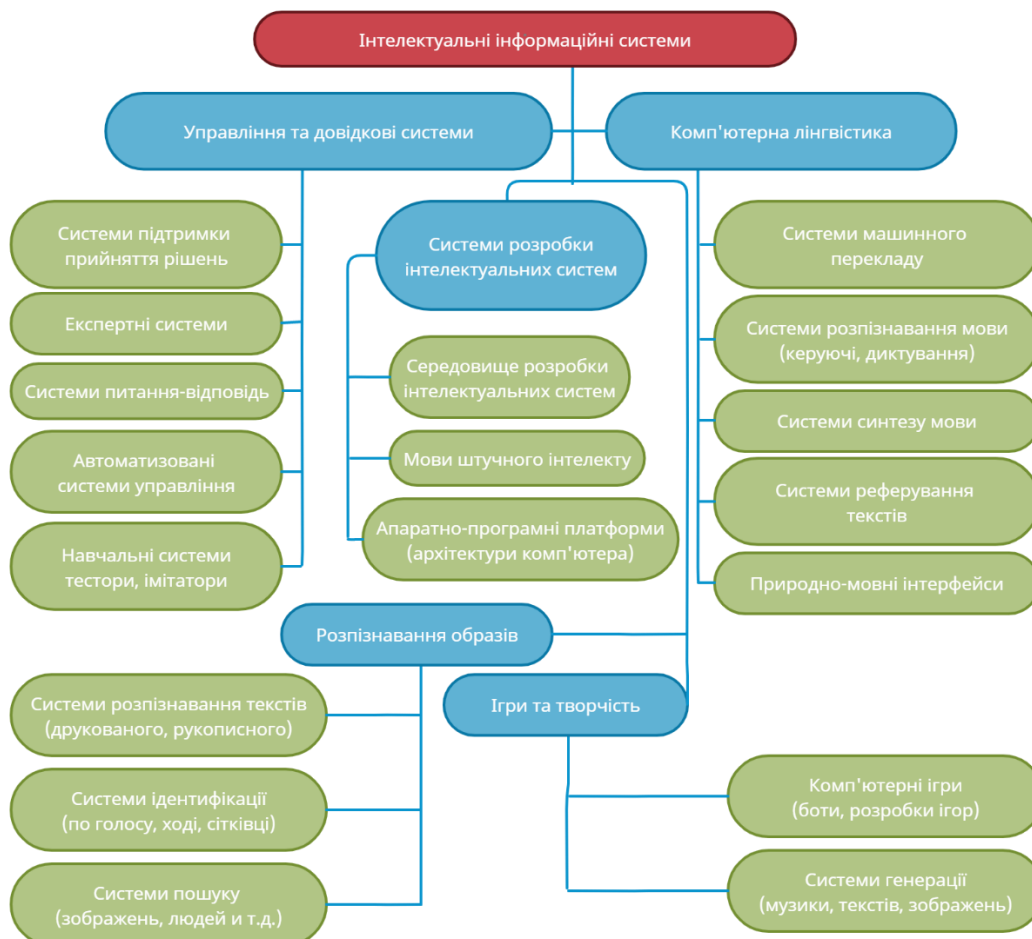 Інтелектуальні інформаційні системи
Управління та довідкові системи
Комп'ютерна лінгвістика
Системи підтримки
прийняття рішень
Експертні системи
Системи питання-відповідь
Автоматизовані
системи управління
Навчальні системи
тестори, імітатори
Системи розробки
інтелектуальних систем
Середовище розробки
інтелектуальних систем
Мови штучного інтелекту
Апаратно-програмні платформи
(архітектури комп'ютера)
Системи машинного
перекладу
Системи розпізнавання мови
(керуючі, диктування)
Системи синтезу мови
Системи реферування
текстів
Природно-мовні інтерфейси
Розпізнавання образів
Системи розпізнавання текстів
(друкованого, рукописного)
Системи ідентифікації
(по голосу, ході, сітківці)
Системи пошуку
(зображень, людей и т.д.)
Ігри та творчість
Комп'ютерні ігри
(боти, розробки ігор)
Системи генерації
(музики, текстів, зображень)